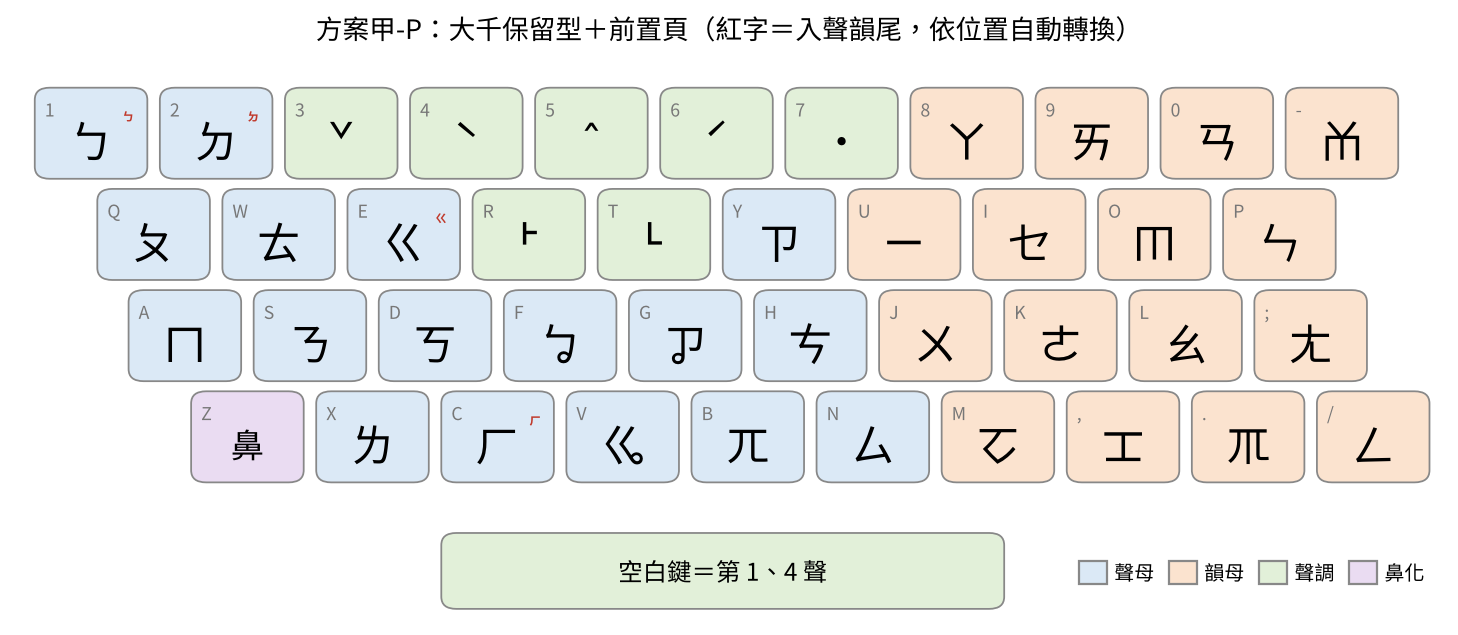 方案甲-P：大千保留型＋前置頁（紅字＝入聲韻尾，依位置自動轉換）
1 ㄅ ㆴ 2 ㄉ ㆵ 3 ˇ 4 ˋ 5 ˆ 6 ˊ 7 ˙ 8 ㄚ 9 ㄞ 0 ㄢ - ㆰ
Q ㄆ W ㄊ E ㄍ ㆻ R ˫ T ˪ Y ㄗ U ㄧ I ㆤ O ㆬ P ㄣ
A ㄇ S ㄋ D ㄎ F ㆠ G ㆡ H ㄘ J ㄨ K ㆦ L ㄠ ; ㄤ
Z 鼻 X ㄌ C ㄏ ㆷ V ㆣ B ㄫ N ㄙ M ㆲ , ㆱ . ㆭ / ㄥ
空白鍵＝第 1、4 聲 聲母 韻母 聲調 鼻化